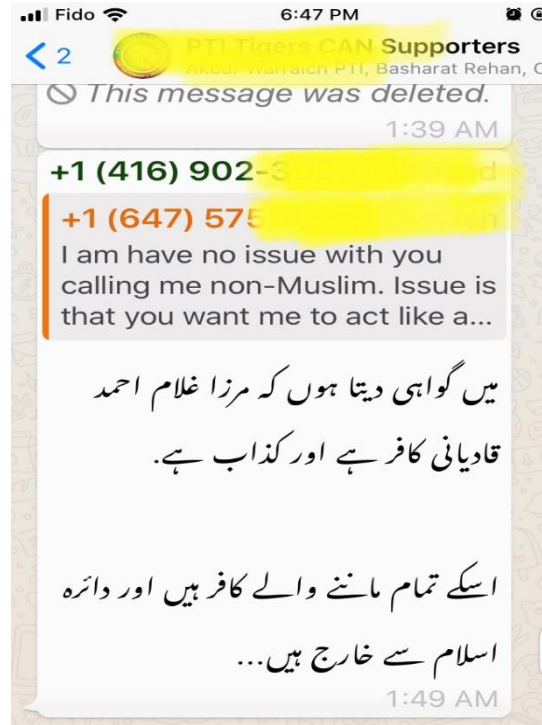 Fido 6:47 PM
2 PTI Tigers CAN Supporters
Akbar Warraich PTI, Basharat Rehan,
This message was deleted.
1:39 AM
+1 (416) 902-3
+1 (647) 575
I am have no issue with you
calling me non-Muslim. Issue is
that you want me to act like a...
میں گواہی دیتا ہوں کہ مرزا غلام احمد
قادیانی کافر ہے اور کذاب ہے.
اسکے تمام ماننے والے کافر ہیں اور دائرہ
اسلام سے خارج ہیں...
1:49 AM